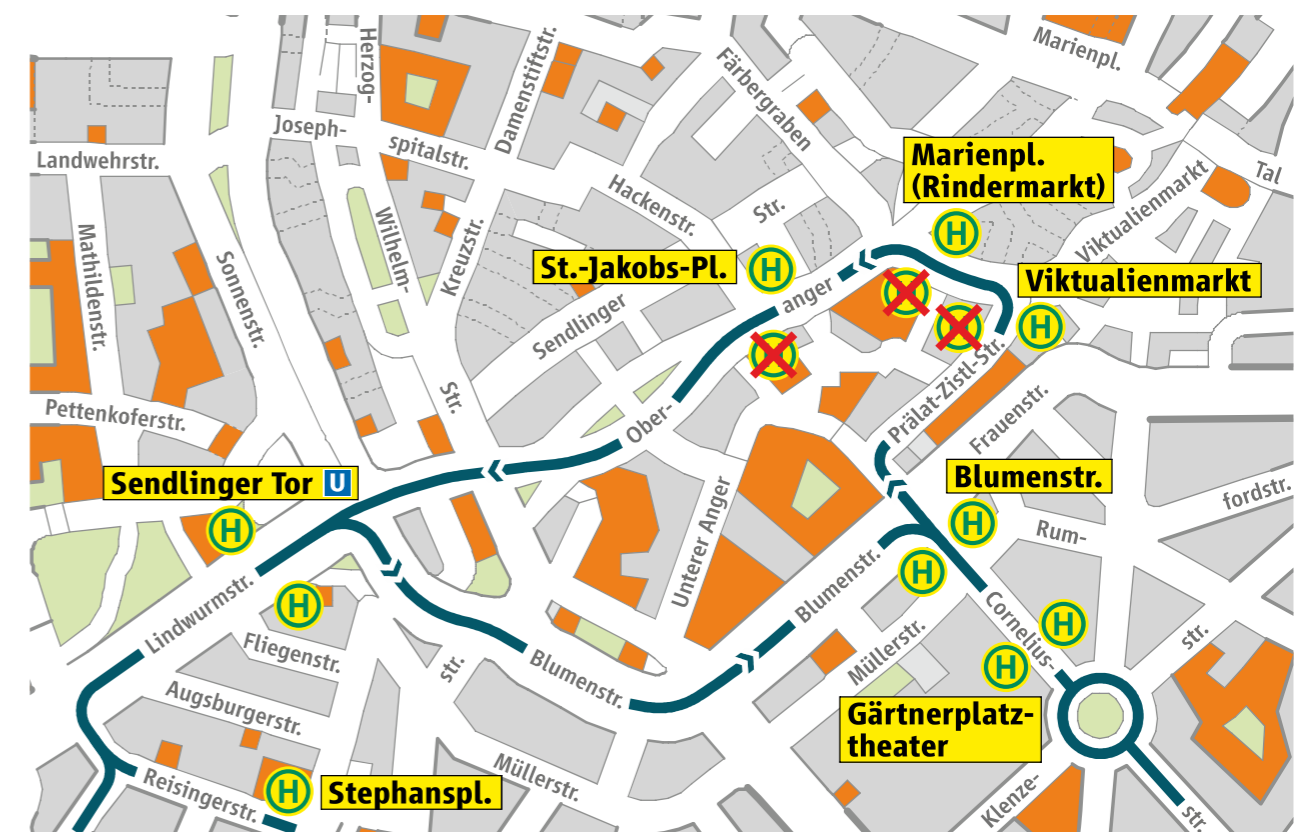 Marienpl.
Herzog-
Damenstiftstr.
Färbergraben
Joseph-
spitalstr.
Landwehrstr.
Marienpl.
(Rindermarkt)
Tal
Hackenstr.
Str.
Viktualienmarkt
Mathildenstr.
Sonnenstr.
Wilhelm-
Kreuzstr.
H
St.-Jakobs-Pl.
H
Viktualienmarkt
anger
Sendlinger
H
Prälat-Zistl-Str.
Str.
Pettenkoferstr.
Ober-
Frauenstr.
Sendlinger Tor U
Blumenstr.
fordstr.
H
H
Rum-
Unterer Anger
Blumenstr.
H
Lindwurmstr.
H
Cornelius-
H
Fliegenstr.
str.
Blumenstr.
Müllerstr.
H
str.
Augsburgerstr.
Gärtnerplatz-
theater
Müllerstr.
Reisingerstr.
H
Stephanspl.
Klenze-
str.